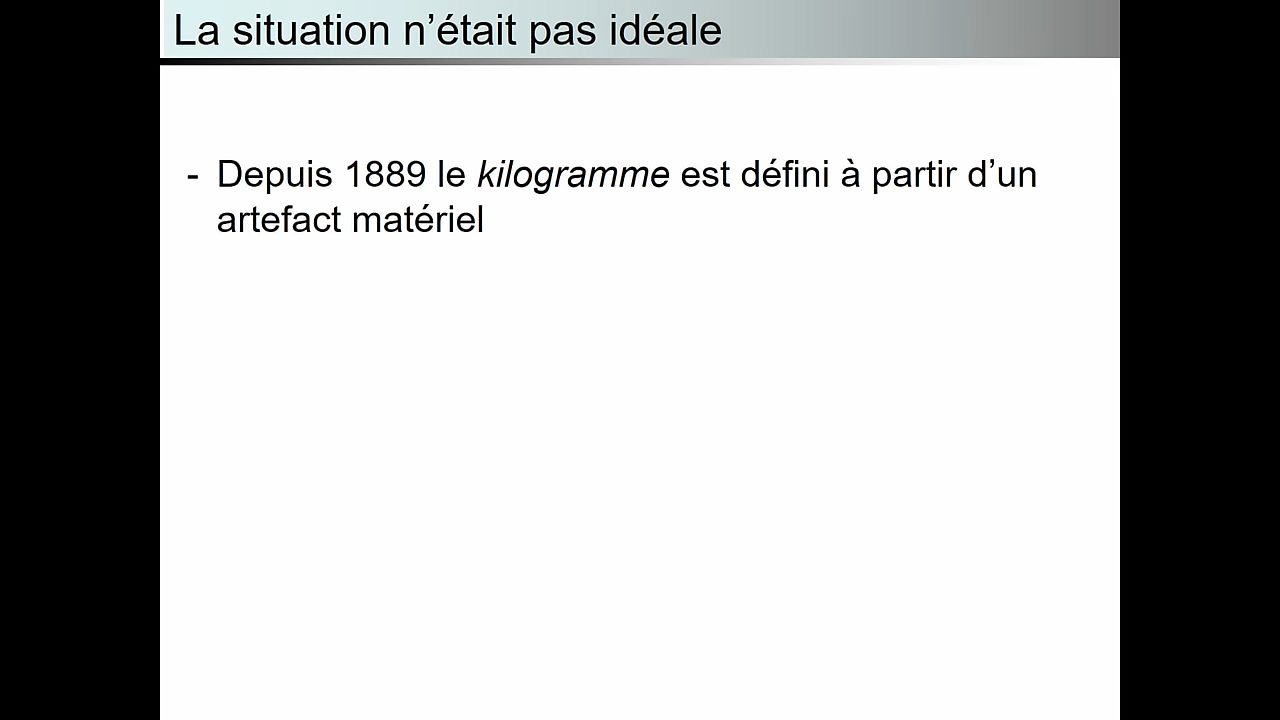 La situation n’était pas idéale
- Depuis 1889 le kilogramme est défini à partir d’un
artefact matériel